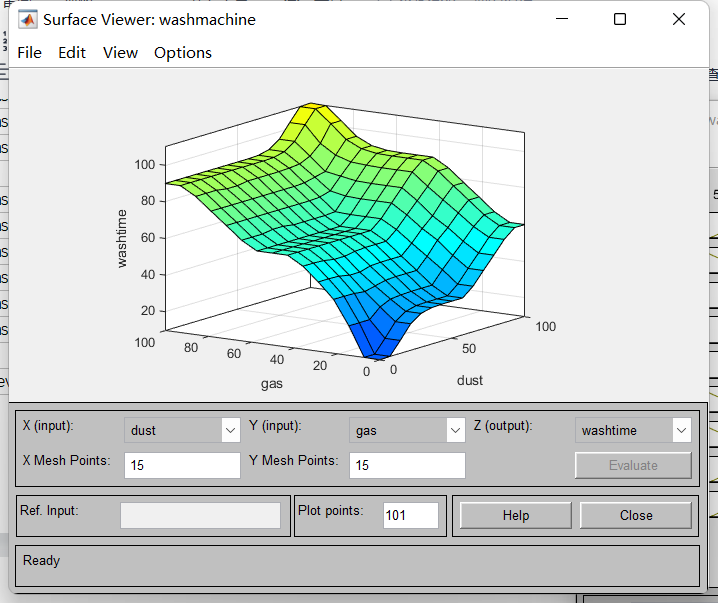 Surface Viewer: washmachine
File Edit View Options
100
80
60
40
20
washtime
100
80
60
40
20
0
gas
0
50
100
dust
X (input): dust Y (input): gas Z (output): washtime
X Mesh Points: 15 Y Mesh Points: 15 Evaluate
Ref. Input: Plot points: 101 Help Close
Ready